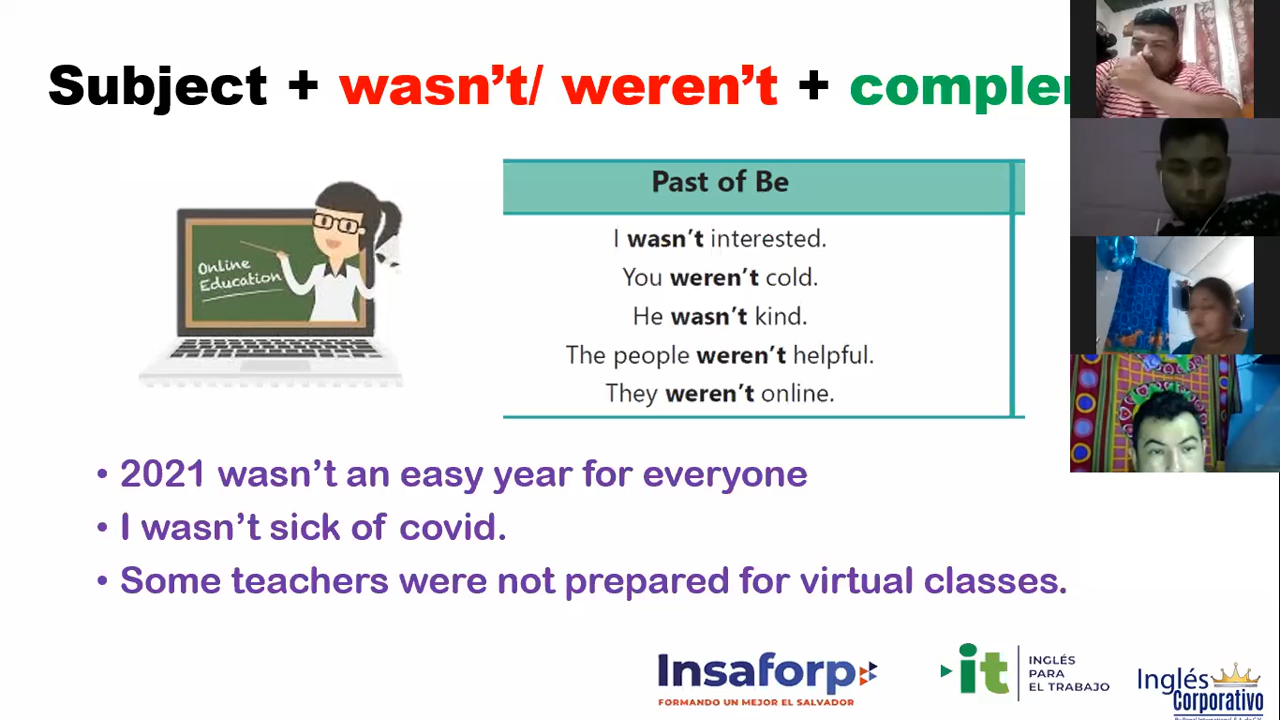 Subject + wasn't/ weren't +
Online
Education
Past of Be
I wasn't interested.
You weren't cold.
He wasn't kind.
The people weren't helpful.
They weren't online.
• 2021 wasn't an easy year for everyone
• I wasn't sick of covid.
• Some teachers were not prepared for virtual classes.
Insaforp
FORMANDO UN MEJOR EL SALVADOR
it
INGLÉS
PARA
EL TRABAJO
Inglés
Corporativo